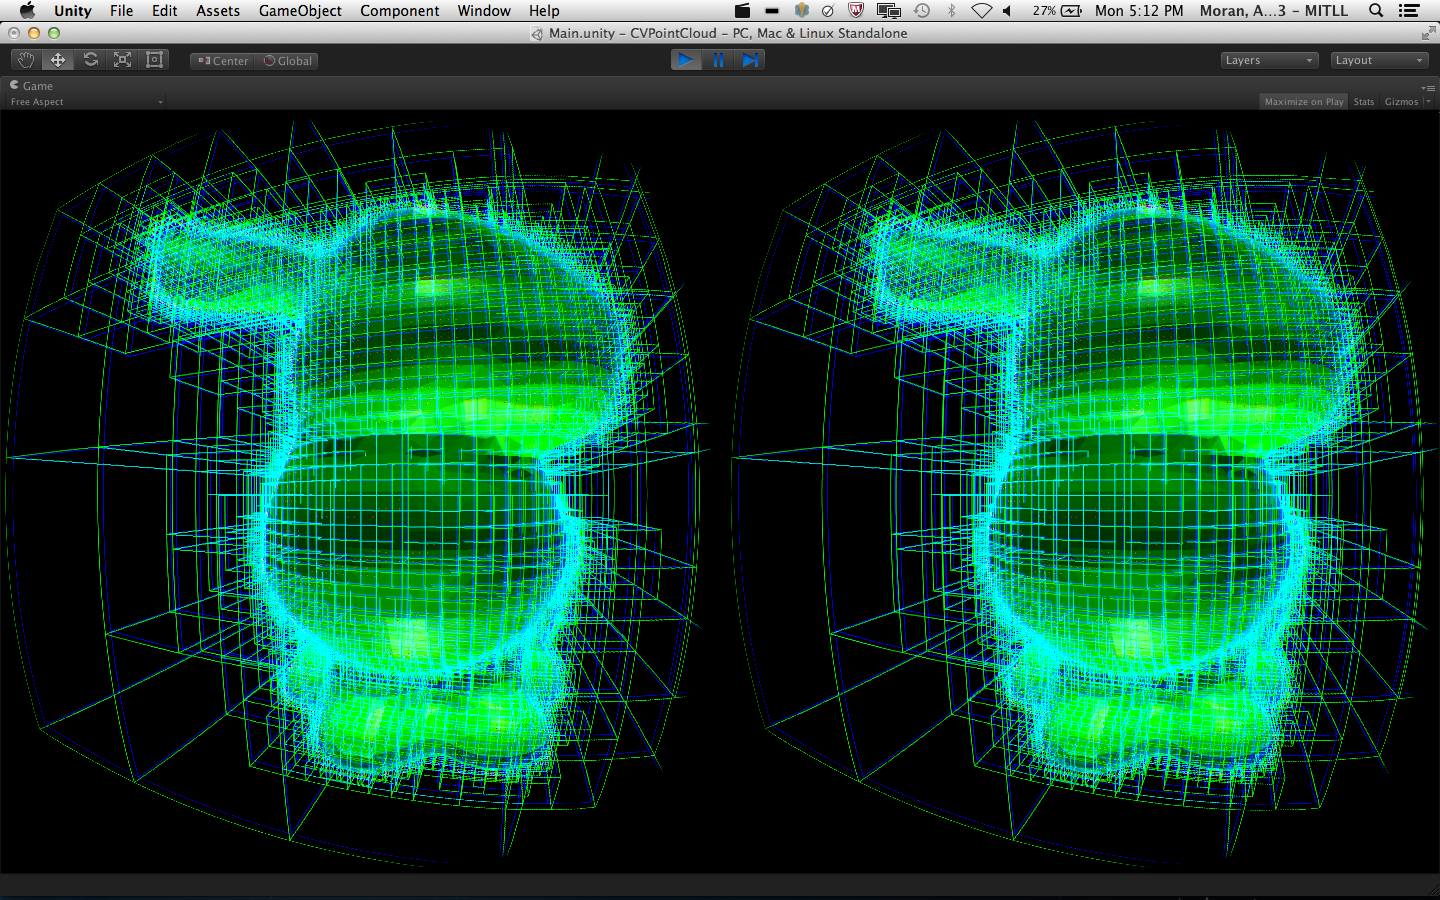 Unity File Edit Assets GameObject Component Window Help 27% Mon 5:12 PM Moran, A...3 – MITLL
Main.unity – CVPointCloud – PC, Mac & Linux Standalone
Center Global Layers Layout
Game
Free Aspect Maximize on Play Stats Gizmos